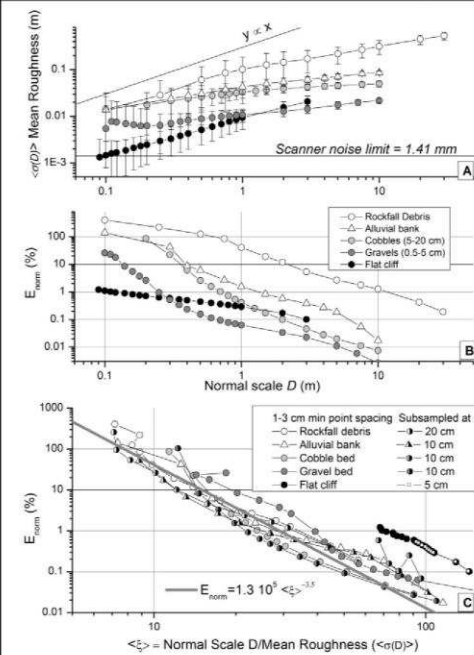 <σ(D)> Mean Roughness (m)
0.1
0.01
1E-3
y ∝ x
Scanner noise limit = 1.41 mm
A
0.1
1
10
E_norm (%)
100
10
1
0.1
0.01
Rockfall Debris
Alluvial bank
Cobbles (5-20 cm)
Gravels (0.5-5 cm)
Flat cliff
B
0.1
1
10
Normal scale D (m)
E_norm (%)
1000
100
10
1
0.1
0.01
1-3 cm min point spacing
Subsampled at
Rockfall debris
20 cm
Alluvial bank
10 cm
Cobble bed
10 cm
Gravel bed
10 cm
Flat cliff
5 cm
E_norm=1.3 10^5 <ξ>^-3.5
C
10
100
<ξ> = Normal Scale D/Mean Roughness (<σ(D)>)